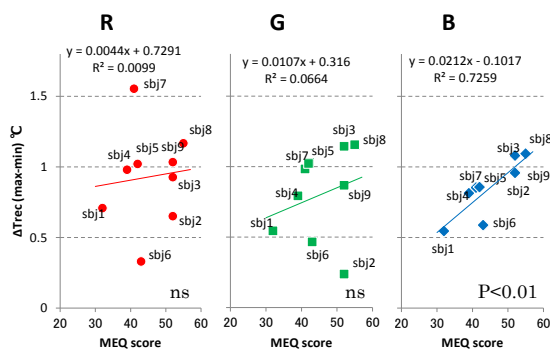 R G B
y = 0.0044x + 0.7291 y = 0.0107x + 0.316 y = 0.0212x - 0.1017
R² = 0.0099 R² = 0.0664 R² = 0.7259
ΔTrec (max-min) ℃
1.5
1
0.5
0
sbj7
sbj8
sbj4 sbj5 sbj9
sbj3
sbj1
sbj2
sbj6
ns
sbj3
sbj8
sbj7 sbj5
sbj4
sbj9
sbj1
sbj6
sbj2
ns
sbj8
sbj3
sbj7 sbj5 sbj9
sbj4
sbj2
sbj6
sbj1
P<0.01
20 30 40 50 60 20 30 40 50 60 20 30 40 50 60
MEQ score MEQ score MEQ score